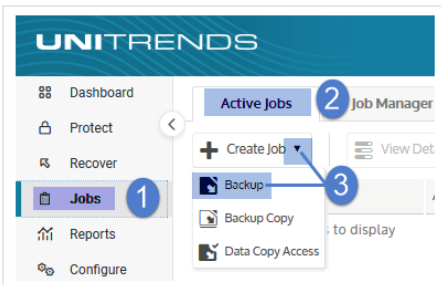 UNITRENDS
Dashboard
Protect
Recover
Jobs 1
Reports
Configure
Active Jobs 2 Job Manager
Create Job View Det
Backup 3
Backup Copy
to display
Data Copy Access